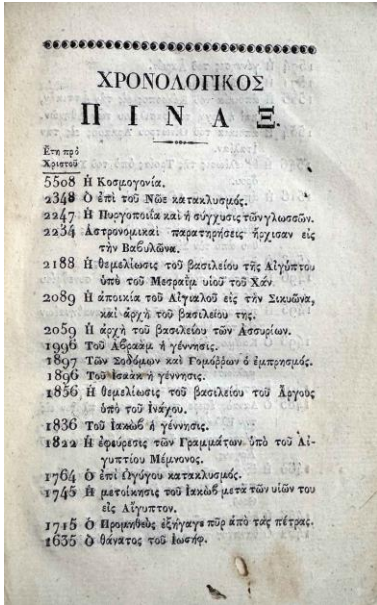 ΧΡΟΝΟΛΟΓΙΚΟΣ
ΠΙΝΑΞ.
Ετη πρὸ
Χριστοῦ
5508 Ἡ Κοσμογονία.
2348 Ὁ ἐπὶ τοῦ Νῶε κατακλυσμός.
2247 Ἡ Πυργοποιΐα καὶ ἡ σύγχυσις τῶν γλωσσῶν.
2234 Ἀστρονομικαὶ παρατηρήσεις ἤρχισαν εἰς
τὴν Βαβυλῶνα.
2188 Ἡ θεμελίωσις τοῦ βασιλείου τῆς Αἰγύπτου
ὑπὸ τοῦ Μεσραῒμ υἱοῦ τοῦ Χάν.
2089 Ἡ ἀποικία τοῦ Αἰγιαλοῦ εἰς τὴν Σικυῶνα,
καὶ ἀρχὴ τοῦ βασιλείου της.
2059 Ἡ ἀρχὴ τοῦ βασιλείου τῶν Ἀσσυρίων.
1996 Τοῦ Ἀβραὰμ ἡ γέννησις.
1897 Τῶν Σοδόμων καὶ Γομόρρων ὁ ἐμπρησμός.
1896 Τοῦ Ἰσαὰκ ἡ γέννησις.
1856 Ἡ θεμελίωσις τοῦ βασιλείου τοῦ Ἄργους
ὑπὸ τοῦ Ἰνάχου.
1836 Τοῦ Ἰακὼβ ἡ γέννησις.
1822 Ἡ ἐφεύρεσις τῶν Γραμμάτων ὑπὸ τοῦ Αἰ-
γυπτίου Μέμνονος.
1764 Ὁ ἐπὶ Ὠγύγου κατακλυσμός.
1745 Ἡ μετοίκησις τοῦ Ἰακὼβ μετὰ τῶν υἱῶν του
εἰς Αἴγυπτον.
1715 Ὁ Προμηθεὺς ἐξήγαγε πῦρ ἀπὸ τὰς πέτρας.
1635 Ὁ θάνατος τοῦ Ἰωσήφ.